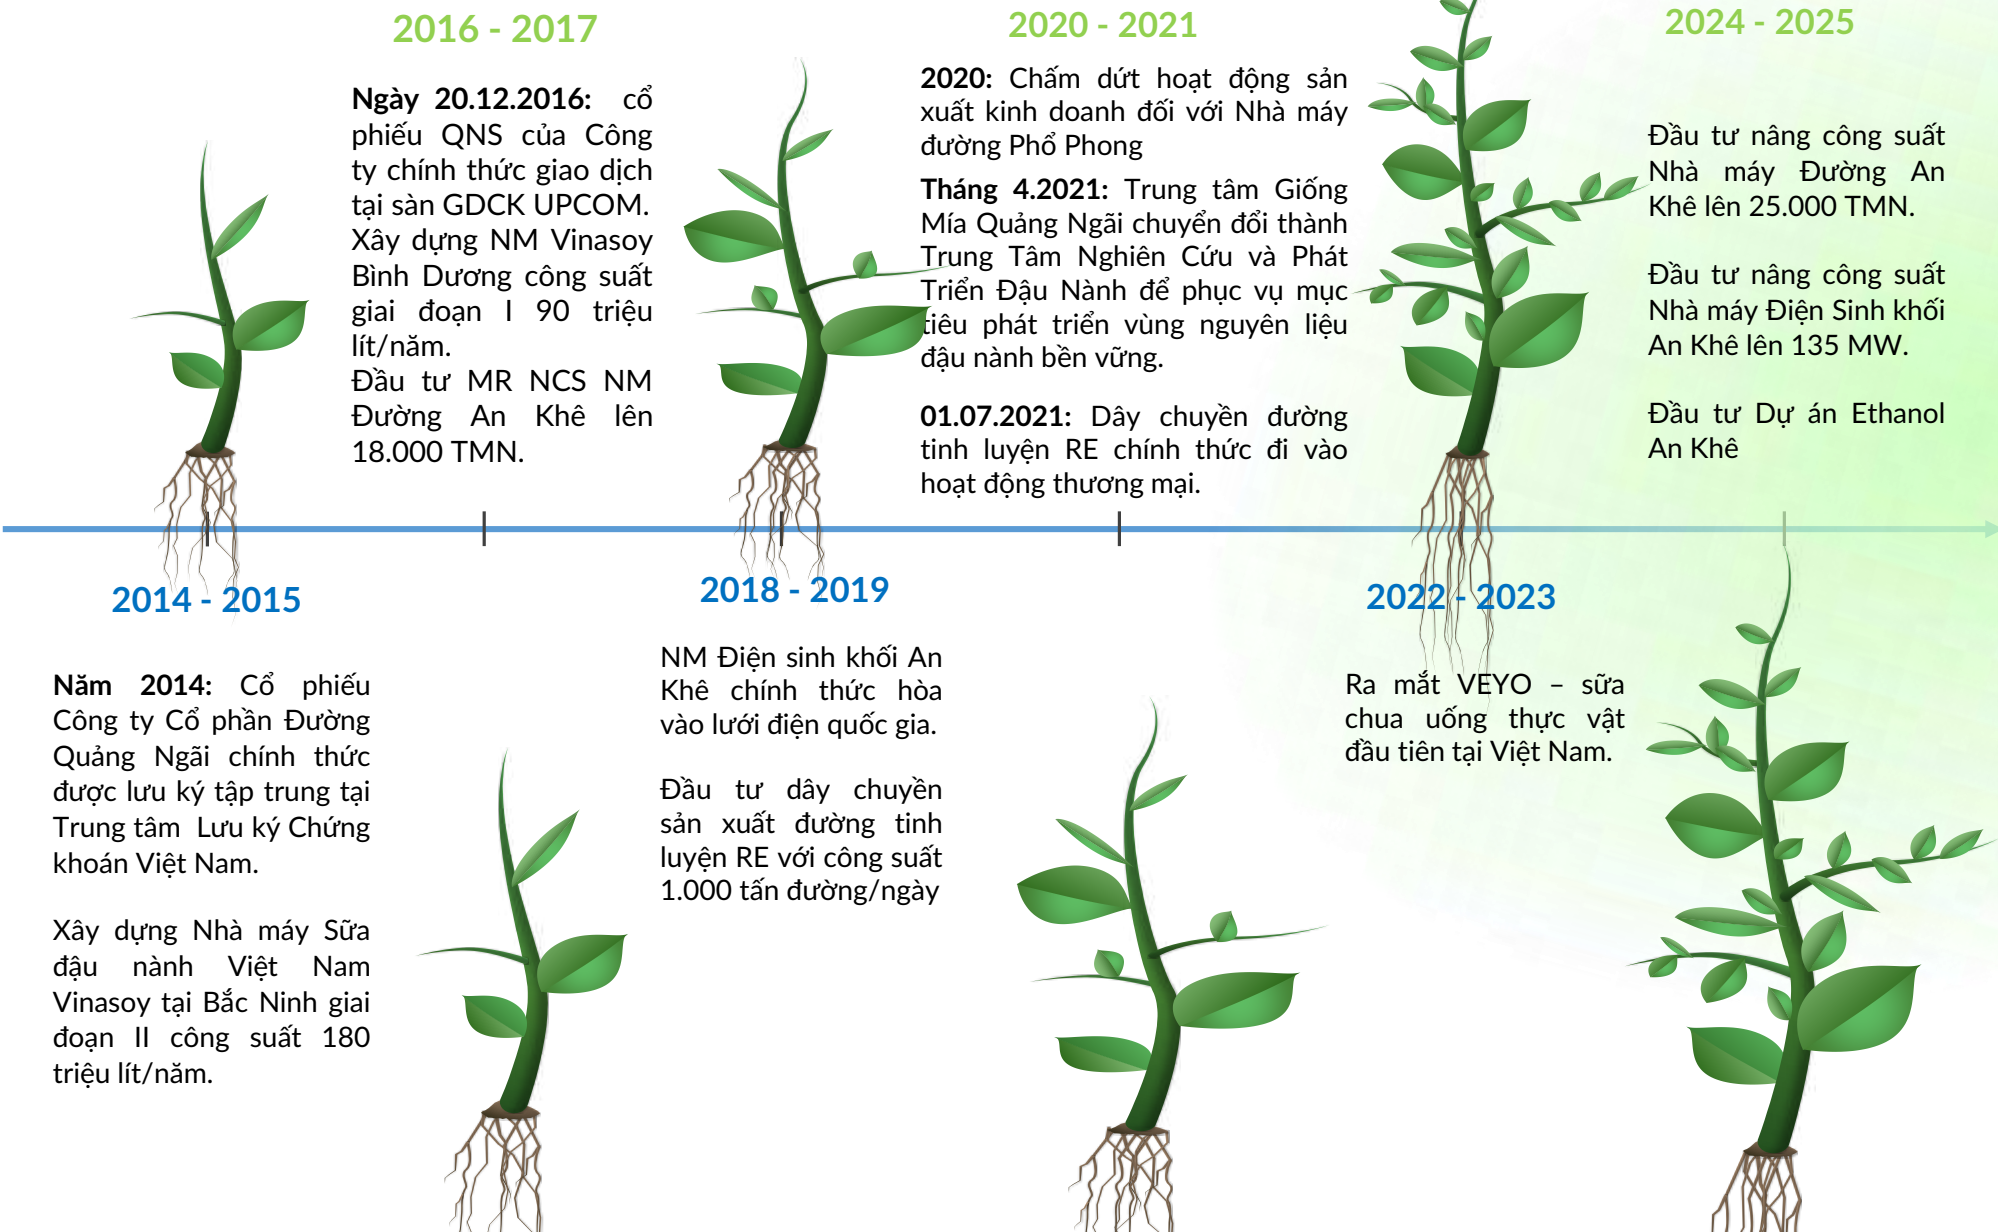 2016 - 2017
Ngày 20.12.2016: cổ
phiếu QNS của Công
ty chính thức giao dịch
tại sàn GDCK UPCOM.
Xây dựng NM Vinasoy
Bình Dương công suất
giai đoạn I 90 triệu
lít/năm.
Đầu tư MR NCS NM
Đường An Khê lên
18.000 TMN.
2020 - 2021
2020: Chấm dứt hoạt động sản
xuất kinh doanh đối với Nhà máy
đường Phổ Phong
Tháng 4.2021: Trung tâm Giống
Mía Quảng Ngãi chuyển đổi thành
Trung Tâm Nghiên Cứu và Phát
Triển Đậu Nành để phục vụ mục
tiêu phát triển vùng nguyên liệu
đậu nành bền vững.
01.07.2021: Dây chuyền đường
tinh luyện RE chính thức đi vào
hoạt động thương mại.
2024 - 2025
Đầu tư nâng công suất
Nhà máy Đường An
Khê lên 25.000 TMN.
Đầu tư nâng công suất
Nhà máy Điện Sinh khối
An Khê lên 135 MW.
Đầu tư Dự án Ethanol
An Khê
2014 - 2015
Năm 2014: Cổ phiếu
Công ty Cổ phần Đường
Quảng Ngãi chính thức
được lưu ký tập trung tại
Trung tâm Lưu ký Chứng
khoán Việt Nam.
Xây dựng Nhà máy Sữa
đậu nành Việt Nam
Vinasoy tại Bắc Ninh giai
đoạn II công suất 180
triệu lít/năm.
2018 - 2019
NM Điện sinh khối An
Khê chính thức hòa
vào lưới điện quốc gia.
Đầu tư dây chuyền
sản xuất đường tinh
luyện RE với công suất
1.000 tấn đường/ngày
2022 - 2023
Ra mắt VEYO – sữa
chua uống thực vật
đầu tiên tại Việt Nam.